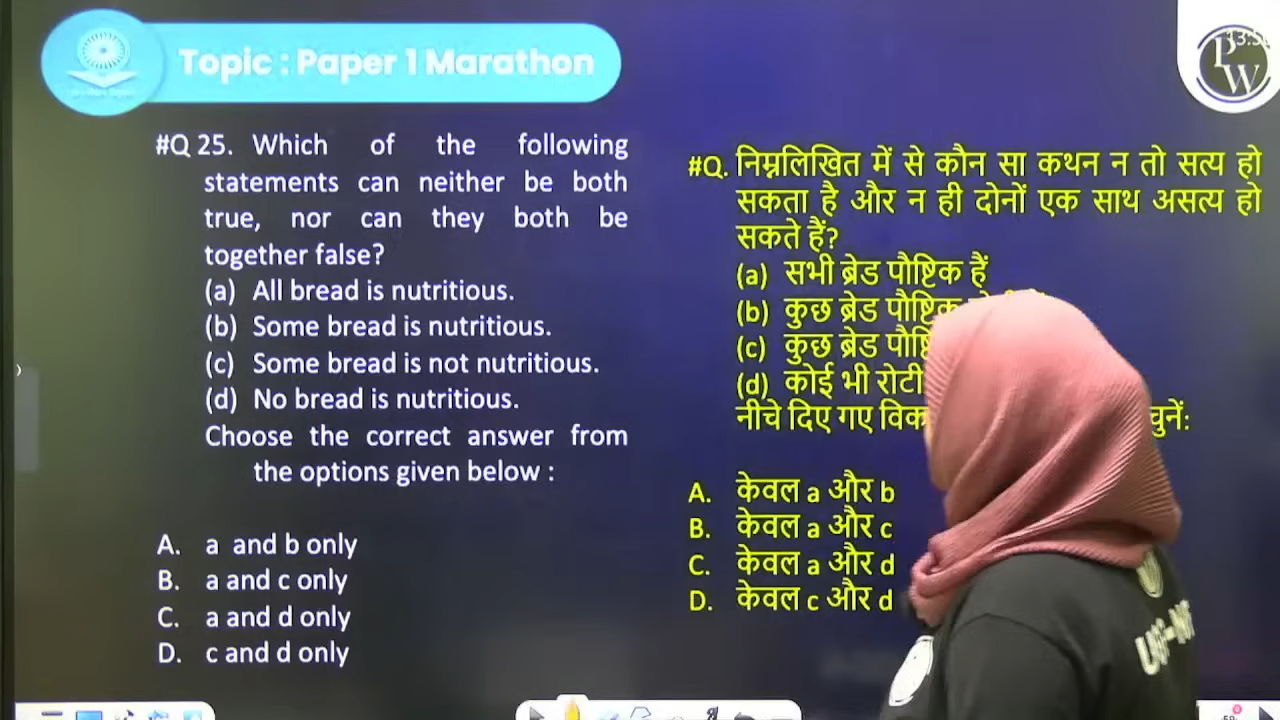 Topic : Paper 1 Marathon
PW
#Q 25. Which of the following
statements can neither be both
true, nor can they both be
together false?
(a) All bread is nutritious.
(b) Some bread is nutritious.
(c) Some bread is not nutritious.
(d) No bread is nutritious.
Choose the correct answer from
the options given below :
A. a and b only
B. a and c only
C. a and d only
D. c and d only
#Q. निम्नलिखित में से कौन सा कथन न तो सत्य हो
सकता है और न ही दोनों एक साथ असत्य हो
सकते हैं?
(a) सभी ब्रेड पौष्टिक हैं
(b) कुछ ब्रेड पौष्टिक
(c) कुछ ब्रेड
(d) कोई भी रोटी
नीचे दिए गए चुनें:
A. केवल a और b
B. केवल a और c
C. केवल a और d
D. केवल c और d